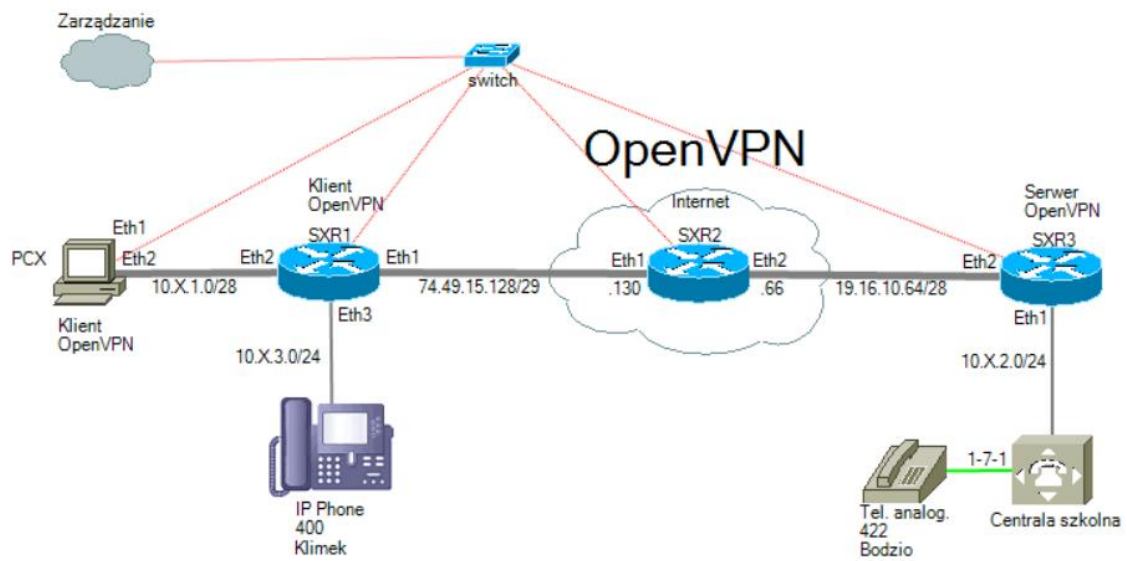 Zarządzanie
switch
OpenVPN
Klient
OpenVPN
Internet
Serwer
OpenVPN
Eth1
SXR1
SXR2
SXR3
PCX
Eth2
Eth2
Eth1
Eth1
Eth2
Eth2
10.X.1.0/28
74.49.15.128/29
.130
.66
19.16.10.64/28
Klient
OpenVPN
Eth3
Eth1
10.X.3.0/24
10.X.2.0/24
1-7-1
IP Phone
400
Klimek
Tel. analog.
422
Bodzio
Centrala szkolna